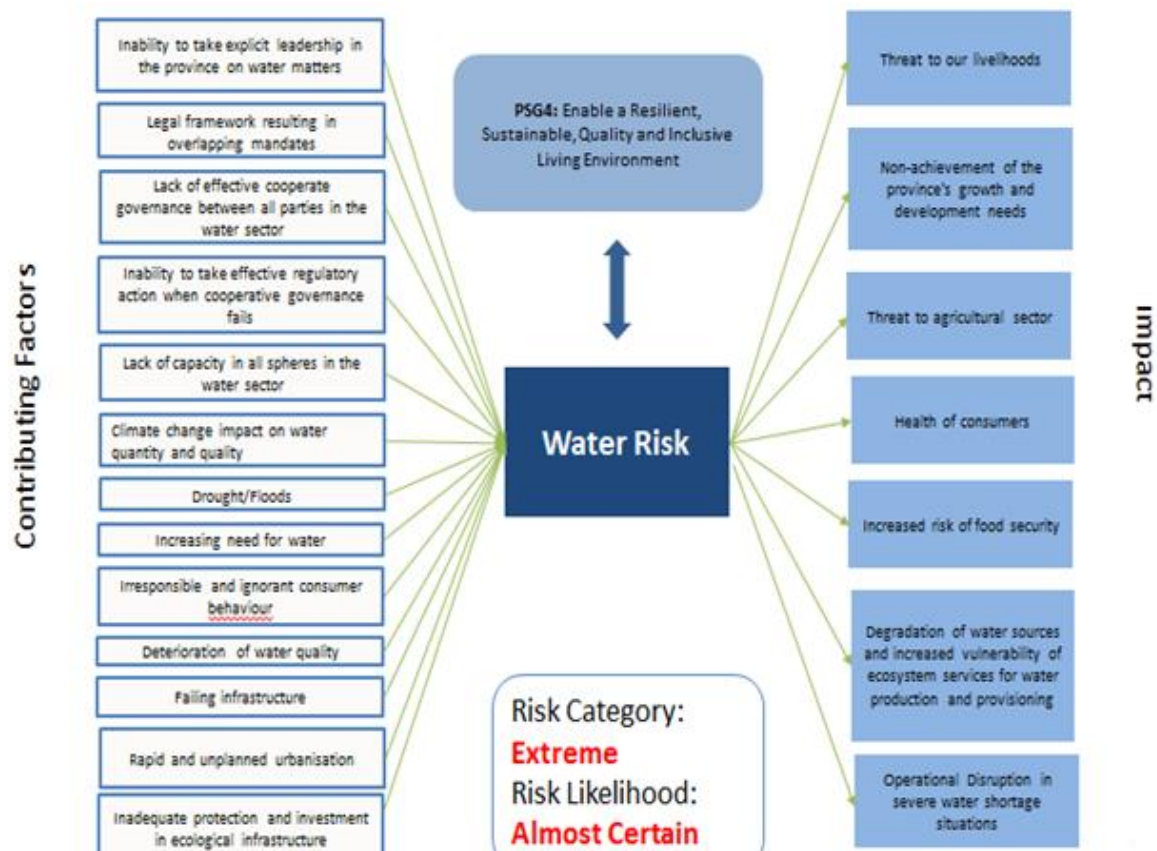 Contributing Factors
Inability to take explicit leadership in
the province on water matters
Legal framework resulting in
overlapping mandates
Lack of effective cooperate
governance between all parties in the
water sector
Inability to take effective regulatory
action when cooperative governance
fails
Lack of capacity in all spheres in the
water sector
Climate change impact on water
quantity and quality
Drought/Floods
Increasing need for water
Irresponsible and ignorant consumer
behaviour
Deterioration of water quality
Failing infrastructure
Rapid and unplanned urbanisation
Inadequate protection and investment
in ecological infrastructure
PSG4: Enable a Resilient,
Sustainable, Quality and Inclusive
Living Environment
Water Risk
Risk Category:
Extreme
Risk Likelihood:
Almost Certain
Threat to our livelihoods
Non-achievement of the
province's growth and
development needs
Threat to agricultural sector
Health of consumers
Increased risk of food security
Degradation of water sources
and increased vulnerability of
ecosystem services for water
production and provisioning
Operational Disruption in
severe water shortage
situations
Impact